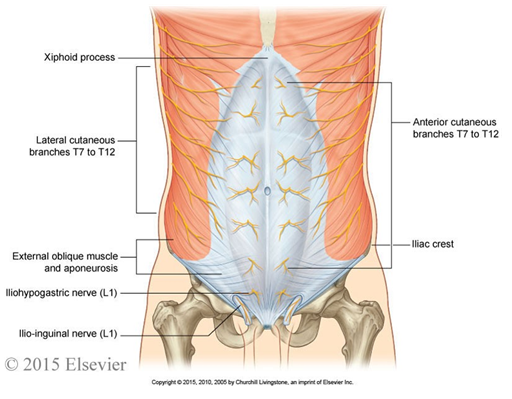 Xiphoid process
Lateral cutaneous
branches T7 to T12
Anterior cutaneous
branches T7 to T12
External oblique muscle
and aponeurosis
Iliac crest
Iliohypogastric nerve (L1)
Ilio-inguinal nerve (L1)
© 2015 Elsevier
Copyright © 2015, 2010, 2005 by Churchill Livingstone, an imprint of Elsevier Inc.